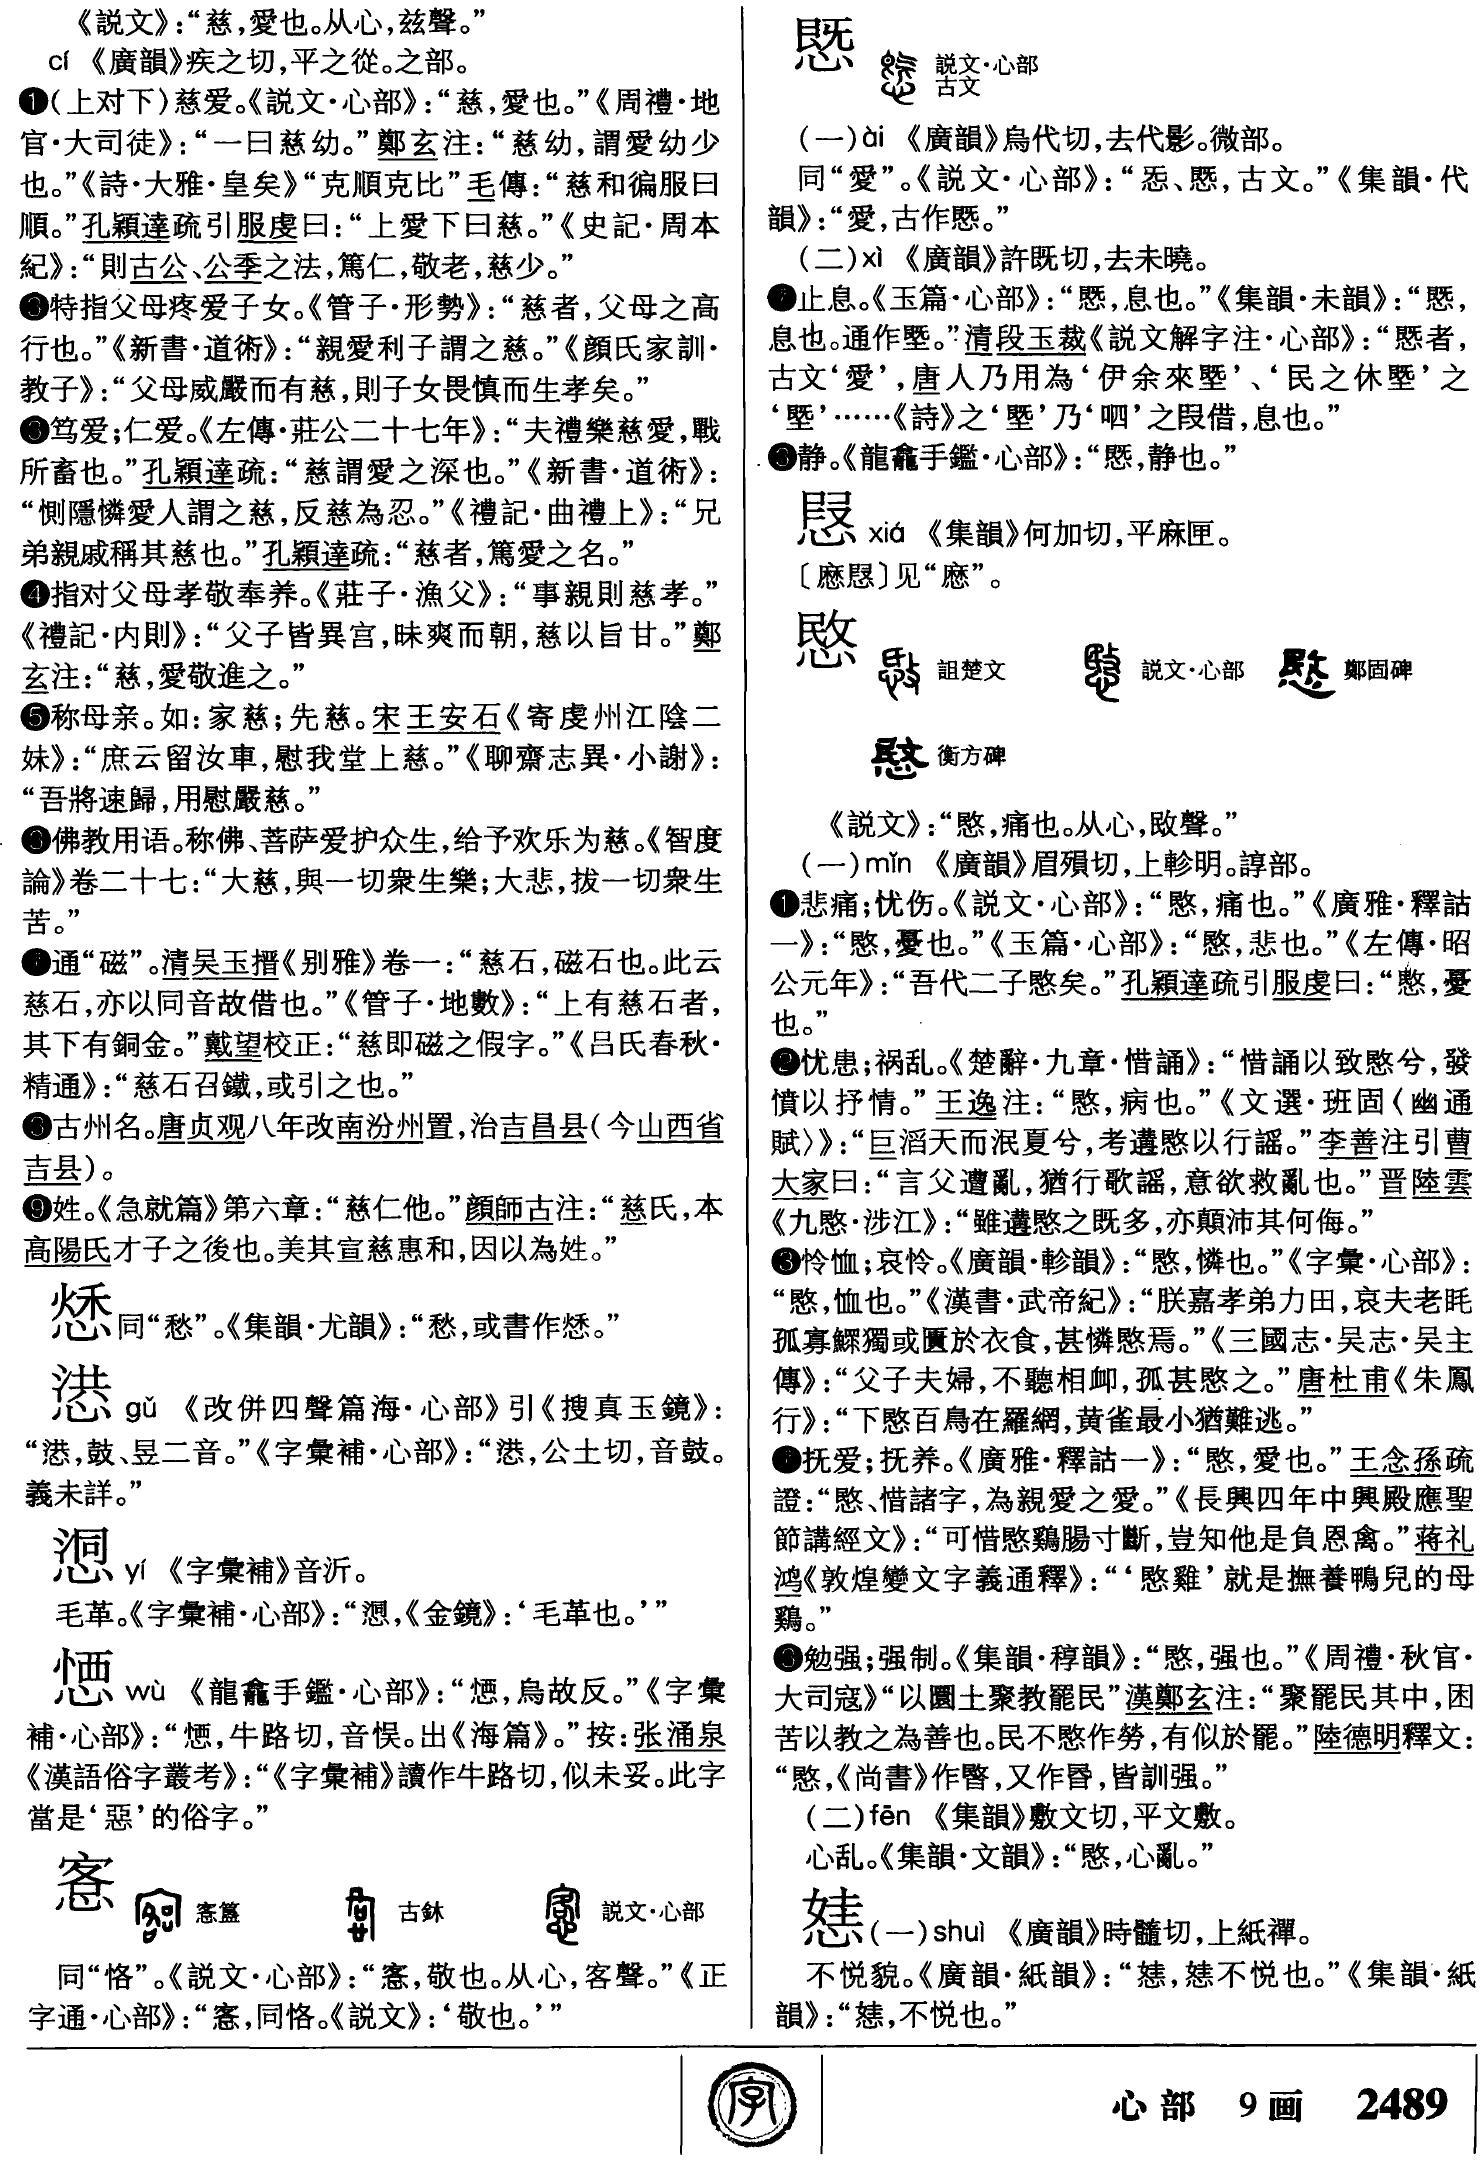 《説文》：“慈，愛也。从心，兹聲。”
cí 《廣韻》疾之切，平之從。之部。
❶（上对下）慈爱。《説文·心部》：“慈，愛也。”《周禮·地
官·大司徒》：“一曰慈幼。”鄭玄注：“慈幼，謂愛幼少
也。”《詩·大雅·皇矣》“克順克比”毛傳：“慈和徧服曰
順。”孔穎達疏引服虔曰：“上愛下曰慈。”《史記·周本
紀》：“則古公、公季之法，篤仁，敬老，慈少。”
❷特指父母疼爱子女。《管子·形勢》：“慈者，父母之高
行也。”《新書·道術》：“親愛利子謂之慈。”《顔氏家訓·
教子》：“父母威嚴而有慈，則子女畏慎而生孝矣。”
❸笃爱；仁爱。《左傳·莊公二十七年》：“夫禮樂慈愛，戰
所畜也。”孔穎達疏：“慈謂愛之深也。”《新書·道術》：
“惻隱憐愛人謂之慈，反慈為忍。”《禮記·曲禮上》：“兄
弟親戚稱其慈也。”孔穎達疏：“慈者，篤愛之名。”
❹指对父母孝敬奉养。《莊子·漁父》：“事親則慈孝。”
《禮記·内則》：“父子皆異宫，昧爽而朝，慈以旨甘。”鄭
玄注：“慈，愛敬進之。”
❺称母亲。如：家慈；先慈。宋王安石《寄虔州江陰二
妹》：“庶云留汝車，慰我堂上慈。”《聊齋志異·小謝》：
“吾將速歸，用慰嚴慈。”
❻佛教用语。称佛、菩萨爱护众生，给予欢乐为慈。《智度
論》卷二十七：“大慈，與一切衆生樂；大悲，拔一切衆生
苦。”
❼通“磁”。清吴玉搢《别雅》卷一：“慈石，磁石也。此云
慈石，亦以同音故借也。”《管子·地數》：“上有慈石者，
其下有銅金。”戴望校正：“慈即磁之假字。”《吕氏春秋·
精通》：“慈石召鐵，或引之也。”
❽古州名。唐贞观八年改南汾州置，治吉昌县（今山西省
吉县）。
❾姓。《急就篇》第六章：“慈仁他。”顔師古注：“慈氏，本
高陽氏才子之後也。美其宣慈惠和，因以為姓。”
同“愁”。《集韻·尤韻》：“愁，或書作。”
gǔ 《改併四聲篇海·心部》引《搜真玉鏡》：
“，鼓、昱二音。”《字彙補·心部》：“，公土切，音鼓。
義未詳。”
yí 《字彙補》音沂。
毛革。《字彙補·心部》：“，《金鏡》：‘毛革也。’”
wù 《龍龕手鑑·心部》：“，烏故反。”《字彙
補·心部》：“，牛路切，音悮。出《海篇》。”按：张涌泉
《漢語俗字叢考》：“《字彙補》讀作牛路切，似未妥。此字
當是‘惡’的俗字。”
愙 愙簋 古鉨 説文·心部
同“恪”。《説文·心部》：“愙，敬也。从心，客聲。”《正
字通·心部》：“愙，同恪。《説文》：‘敬也。’”
㤅 説文·心部
古文
（一）ài 《廣韻》烏代切，去代影。微部。
同“愛”。《説文·心部》：“㤅、，古文。”《集韻·代
韻》：“愛，古作。”
（二）xì 《廣韻》許既切，去未曉。
❶止息。《玉篇·心部》：“，息也。”《集韻·未韻》：“，
息也。通作塈。”清段玉裁《説文解字注·心部》：“者，
古文‘愛’，唐人乃用為‘伊余來塈’、‘民之休塈’之
‘塈’……《詩》之‘塈’乃‘呬’之叚借，息也。”
❷静。《龍龕手鑑·心部》：“，静也。”
xiá 《集韻》何加切，平麻匣。
见“”。
愍 詛楚文 説文·心部 鄭固碑
衡方碑
《説文》：“愍，痛也。从心，敃聲。”
（一）mǐn 《廣韻》眉殞切，上軫明。諄部。
❶悲痛；忧伤。《説文·心部》：“愍，痛也。”《廣雅·釋詁
一》：“愍，憂也。”《玉篇·心部》：“愍，悲也。”《左傳·昭
公元年》：“吾代二子愍矣。”孔穎達疏引服虔曰：“愍，憂
也。”
❷忧患；祸乱。《楚辭·九章·惜誦》：“惜誦以致愍兮，發
憤以抒情。”王逸注：“愍，病也。”《文選·班固〈幽通
賦〉》：“巨滔天而泯夏兮，考遘愍以行謡。”李善注引曹
大家曰：“言父遭亂，猶行歌謡，意欲救亂也。”晋陸雲
《九愍·涉江》：“雖遘愍之既多，亦顛沛其何侮。”
❸怜恤；哀怜。《廣韻·軫韻》：“愍，憐也。”《字彙·心部》：
“愍，恤也。”《漢書·武帝紀》：“朕嘉孝弟力田，哀夫老眊
孤寡鰥獨或匱於衣食，甚憐愍焉。”《三國志·吴志·吴主
傳》：“父子夫婦，不聽相卹，孤甚愍之。”唐杜甫《朱鳳
行》：“下愍百鳥在羅網，黄雀最小猶難逃。”
❹抚爱；抚养。《廣雅·釋詁一》：“愍，愛也。”王念孫疏
證：“愍、惜諸字，為親愛之愛。”《長興四年中興殿應聖
節講經文》：“可惜愍鷄腸寸斷，豈知他是負恩禽。”蒋礼
鸿《敦煌變文字義通釋》：“‘愍雞’就是撫養鴨兒的母
鷄。”
❺勉强；强制。《集韻·稕韻》：“愍，强也。”《周禮·秋官·
大司寇》“以圜土聚教罷民”漢鄭玄注：“聚罷民其中，困
苦以教之為善也。民不愍作勞，有似於罷。”陸德明釋文：
“愍，《尚書》作暋，又作昬，皆訓强。”
（二）fēn 《集韻》敷文切，平文敷。
心乱。《集韻·文韻》：“愍，心亂。”
（一）shuì 《廣韻》時髓切，上紙禪。
不悦貌。《廣韻·紙韻》：“，不悦也。”《集韻·紙
韻》：“，不悦也。”
字
心部 9画 2489